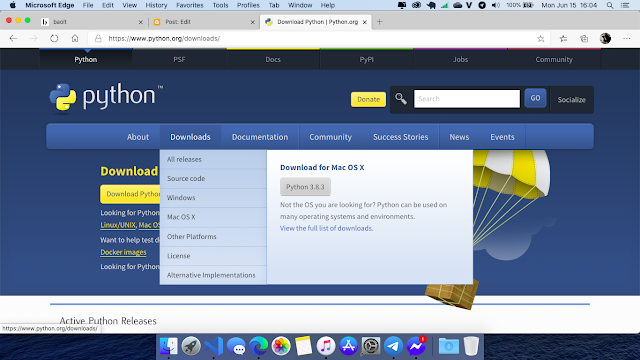 Microsoft Edge File Edit View History Favorites Tools Profiles Tab Window Help 100% Mon Jun 15 16:04
baolt
Post: Edit
Download Python | Python.org
https://www.python.org/downloads/
Python PSF Docs PyPI Jobs Community
python™
Donate Search GO Socialize
About Downloads Documentation Community Success Stories News Events
All releases
Source code
Windows
Mac OS X
Other Platforms
License
Alternative Implementations
Download for Mac OS X
Python 3.8.3
Not the OS you are looking for? Python can be used on
many operating systems and environments.
View the full list of downloads.
Download
Download Pytho
Looking for Python
Linux/UNIX, Mac OS
Want to help test d
Docker images
Looking for Python
Active Python Releases
https://www.python.org/downloads/